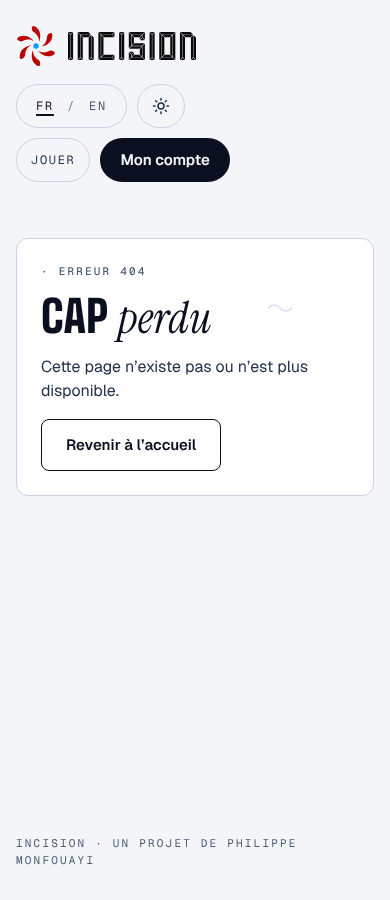 INCISION
FR / EN
JOUER
Mon compte
· ERREUR 404
CAP perdu
Cette page n’existe pas ou n’est plus
disponible.
Revenir à l’accueil
INCISION · UN PROJET DE PHILIPPE
MONFOUAYI